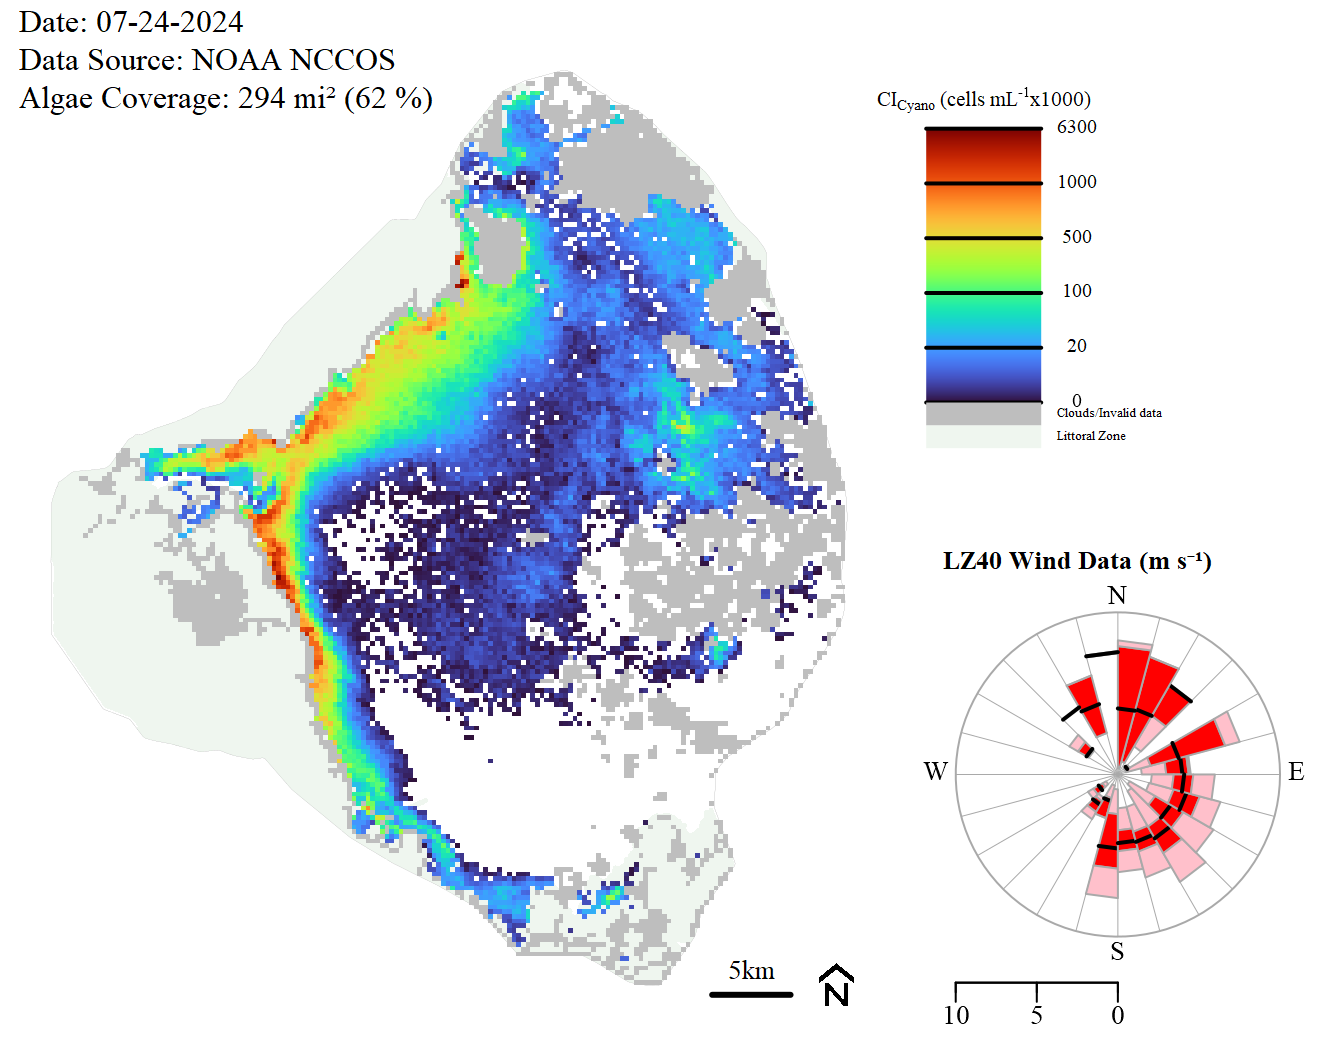 Date: 07-24-2024
Data Source: NOAA NCCOS
Algae Coverage: 294 mi² (62 %)
CICyano (cells mL-1x1000)
6300
1000
500
100
20
0
Clouds/Invalid data
Littoral Zone
LZ40 Wind Data (m s⁻¹)
N
W
E
S
5km
N
10 5 0